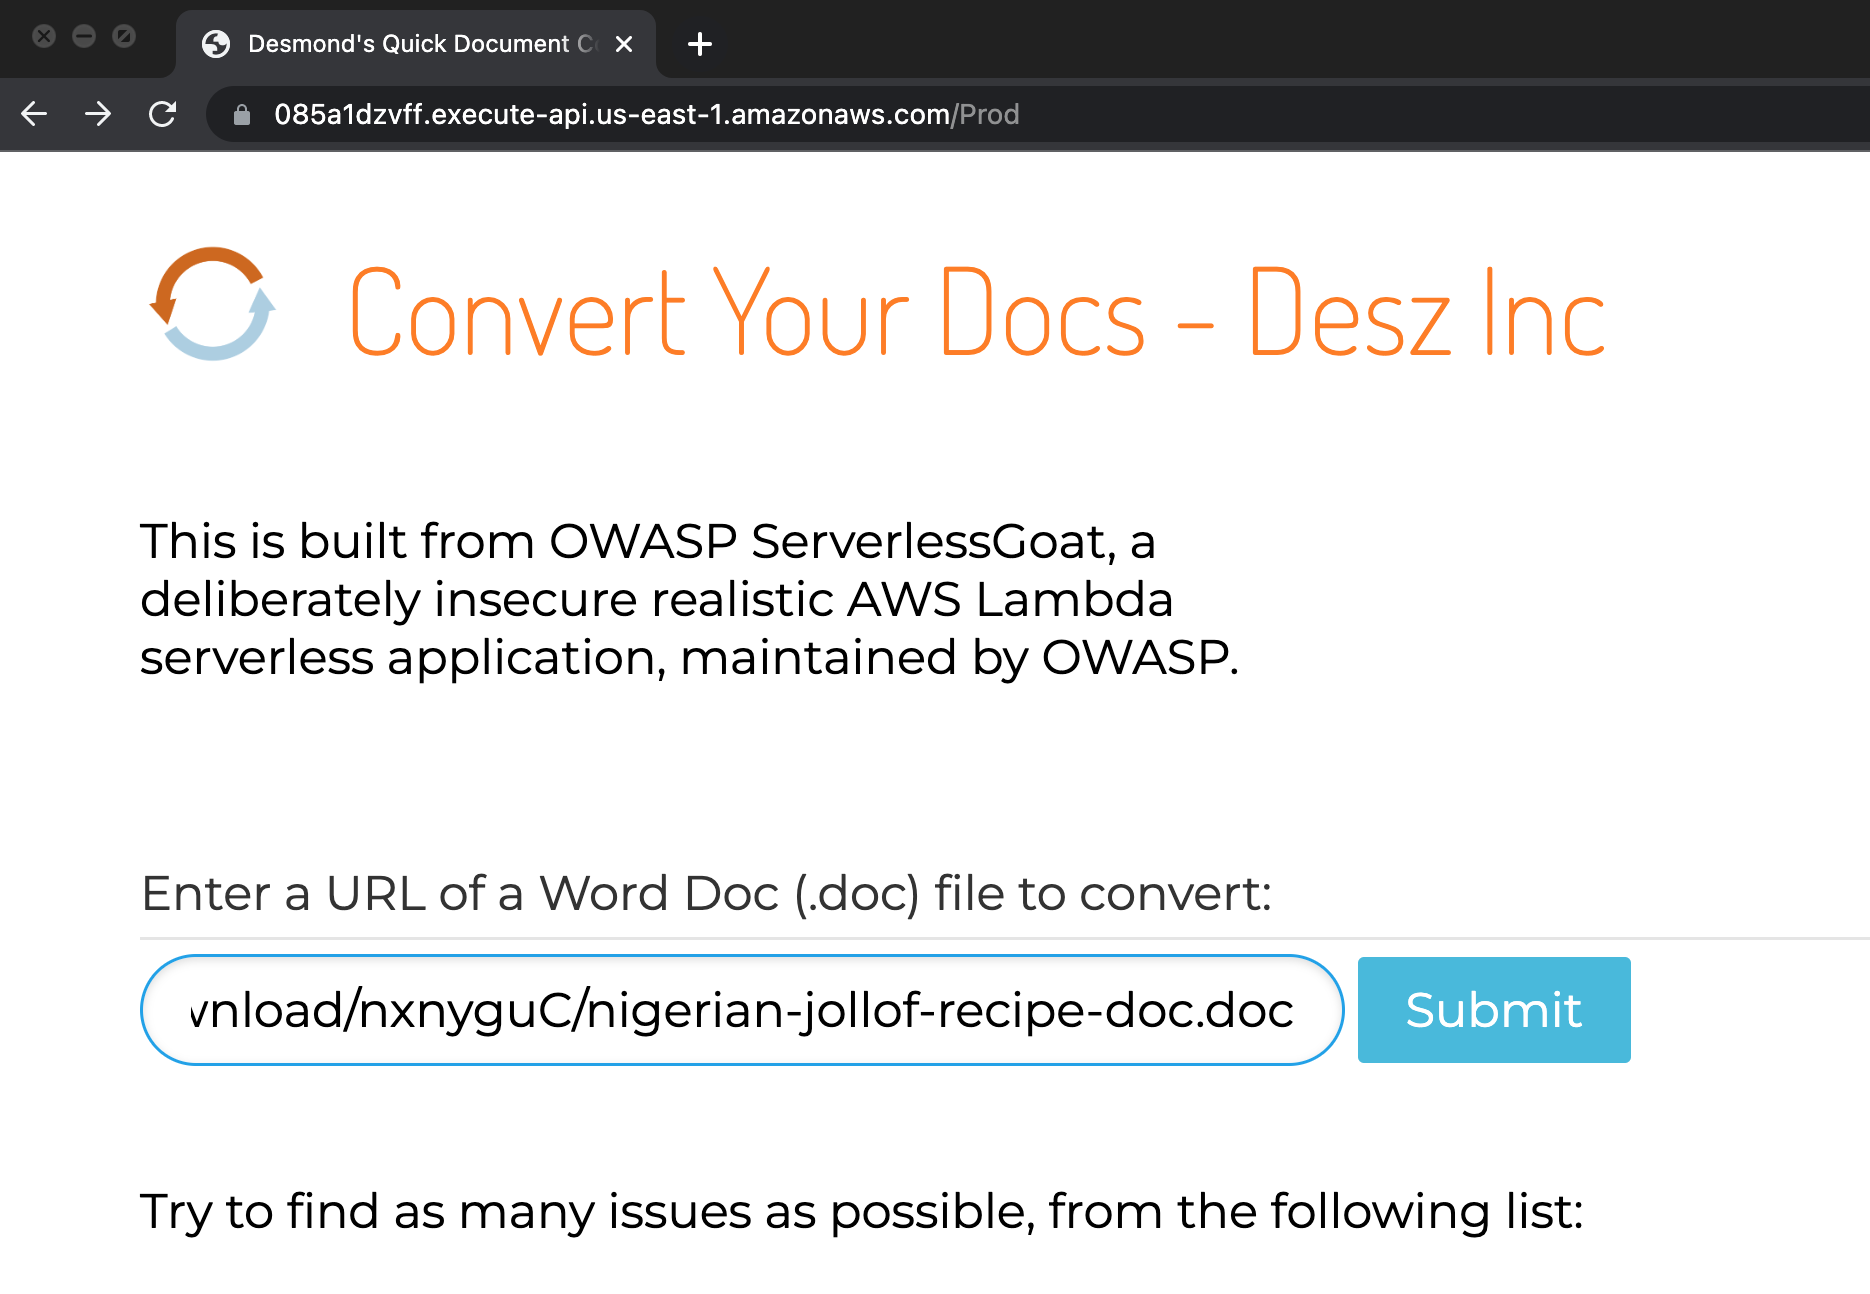 Desmond's Quick Document
085a1dzvff.execute-api.us-east-1.amazonaws.com/Prod
Convert Your Docs - Desz Inc
This is built from OWASP ServerlessGoat, a
deliberately insecure realistic AWS Lambda
serverless application, maintained by OWASP.
Enter a URL of a Word Doc (.doc) file to convert:
wnload/nxnyguC/nigerian-jollof-recipe-doc.doc Submit
Try to find as many issues as possible, from the following list: